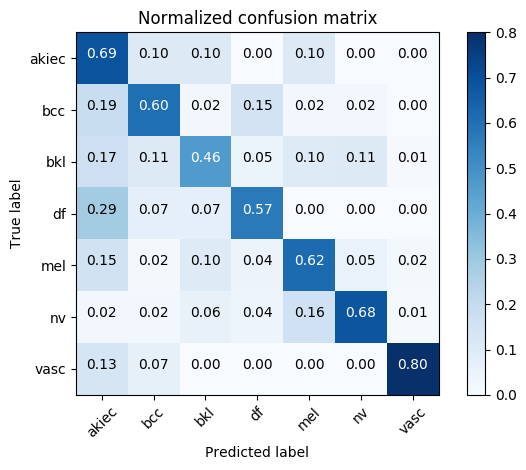 Normalized confusion matrix
akiec 0.69 0.10 0.10 0.00 0.10 0.00 0.00
bcc 0.19 0.60 0.02 0.15 0.02 0.02 0.00
bkl 0.17 0.11 0.46 0.05 0.10 0.11 0.01
df 0.29 0.07 0.07 0.57 0.00 0.00 0.00
mel 0.15 0.02 0.10 0.04 0.62 0.05 0.02
nv 0.02 0.02 0.06 0.04 0.16 0.68 0.01
vasc 0.13 0.07 0.00 0.00 0.00 0.00 0.80
akiec bcc bkl df mel nv vasc
Predicted label
True label
0.8
0.7
0.6
0.5
0.4
0.3
0.2
0.1
0.0